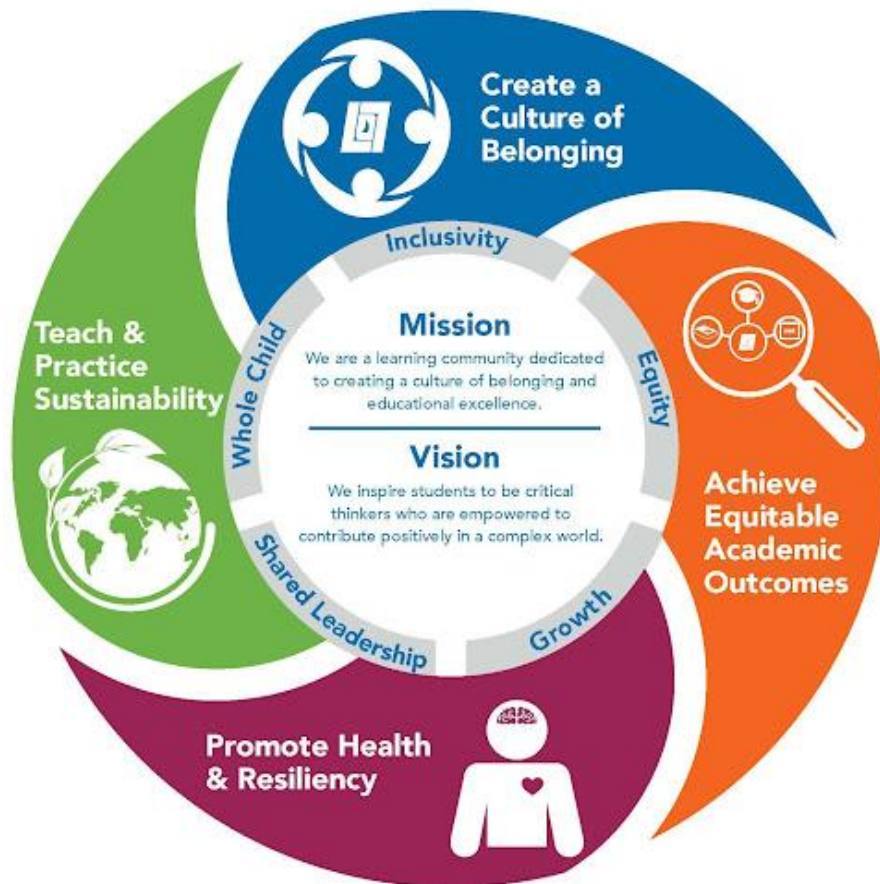 Create a
Culture of
Belonging
Inclusivity
Teach &
Practice
Sustainability
Whole Child
Mission
We are a learning community dedicated
to creating a culture of belonging and
educational excellence.
Vision
We inspire students to be critical
thinkers who are empowered to
contribute positively in a complex world.
Equity
Achieve
Equitable
Academic
Outcomes
Shared Leadership
Growth
Promote Health
& Resiliency